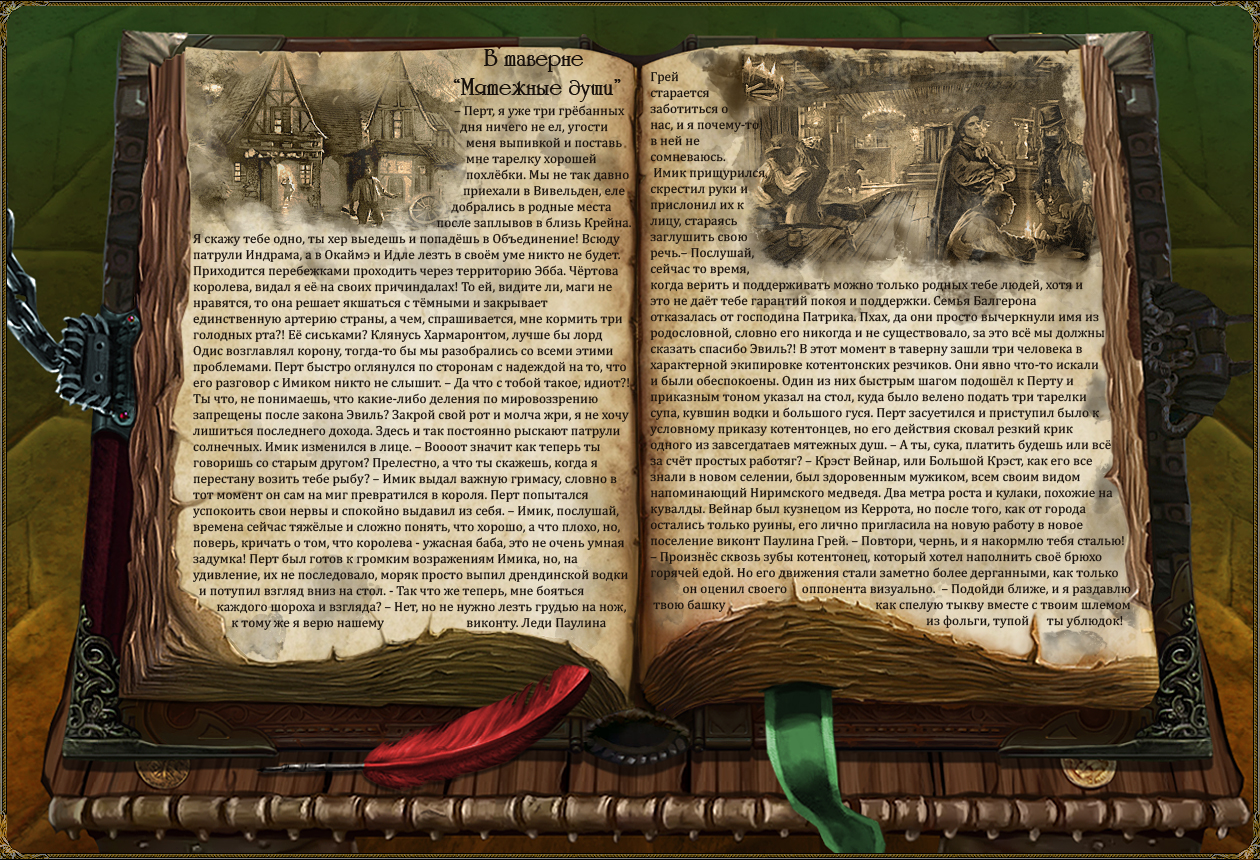 В таверне
“Мятежные души”
– Перт, я уже три грёбанных
дня ничего не ел, угости
меня выпивкой и поставь
мне тарелку хорошей
похлёбки. Мы не так давно
приехали в Вивельден, еле
добрались в родные места
после заплывов в близь Крейна.
Я скажу тебе одно, ты хер выедешь и попадёшь в Объединение! Всюду
патрули Индрама, а в Окаймэ и Идле лезть в своём уме никто не будет.
Приходится перебежками проходить через территорию Эбба. Чёртова
королева, видал я её на своих причиндалах! То ей, видите ли, маги не
нравятся, то она решает якшаться с тёмными и закрывает
единственную артерию страны, а чем, спрашивается, мне кормить три
голодных рта?! Её сиськами? Клянусь Хармаронтом, лучше бы лорд
Одис возглавлял корону, тогда-то бы мы разобрались со всеми этими
проблемами. Перт быстро оглянулся по сторонам с надеждой на то, что
его разговор с Имиком никто не слышит. – Да что с тобой такое, идиот?!
Ты что, не понимаешь, что какие-либо деления по мировоззрению
запрещены после закона Эвиль? Закрой свой рот и молча жри, я не хочу
лишиться последнего дохода. Здесь и так постоянно рыскают патрули
солнечных. Имик изменился в лице. – Воооот значит как теперь ты
говоришь со старым другом? Прелестно, а что ты скажешь, когда я
перестану возить тебе рыбу? – Имик выдал важную гримасу, словно в
тот момент он сам на миг превратился в короля. Перт попытался
успокоить свои нервы и спокойно выдавил из себя. – Имик, послушай,
времена сейчас тяжёлые и сложно понять, что хорошо, а что плохо, но,
поверь, кричать о том, что королева - ужасная баба, это не очень умная
задумка! Перт был готов к громким возражениям Имика, но, на
удивление, их не последовало, моряк просто выпил дрендинской водки
и потупил взгляд вниз на стол. - Так что же теперь, мне бояться
каждого шороха и взгляда? – Нет, но не нужно лезть грудью на нож,
к тому же я верю нашему виконту. Леди Паулина
Грей
старается
заботиться о
нас, и я почему-то
в ней не
сомневаюсь.
Имик прищурился,
скрестил руки и
прислонил их к
лицу, стараясь
заглушить свою
речь.– Послушай,
сейчас то время,
когда верить и поддерживать можно только родных тебе людей, хотя и
это не даёт тебе гарантий покоя и поддержки. Семья Балгерона
отказалась от господина Патрика. Пхах, да они просто вычеркнули имя из
родословной, словно его никогда и не существовало, за это всё мы должны
сказать спасибо Эвиль?! В этот момент в таверну зашли три человека в
характерной экипировке котентонских резчиков. Они явно что-то искали
и были обеспокоены. Один из них быстрым шагом подошёл к Перту и
приказным тоном указал на стол, куда было велено подать три тарелки
супа, кувшин водки и большого гуся. Перт засуетился и приступил было к
условному приказу котентонцев, но его действия сковал резкий крик
одного из завсегдатаев мятежных душ. – А ты, сука, платить будешь или всё
за счёт простых работяг? – Крэст Вейнар, или Большой Крэст, как его все
знали в новом селении, был здоровенным мужиком, всем своим видом
напоминающий Ниримского медведя. Два метра роста и кулаки, похожие на
кувалды. Вейнар был кузнецом из Керрота, но после того, как от города
остались только руины, его лично пригласила на новую работу в новое
поселение виконт Паулина Грей. – Повтори, чернь, и я накормлю тебя сталью!
– Произнёс сквозь зубы котентонец, который хотел наполнить своё брюхо
горячей едой. Но его движения стали заметно более дерганными, как только
он оценил своего оппонента визуально. – Подойди ближе, и я раздавлю
твою башку как спелую тыкву вместе с твоим шлемом
из фольги, тупой ты ублюдок!